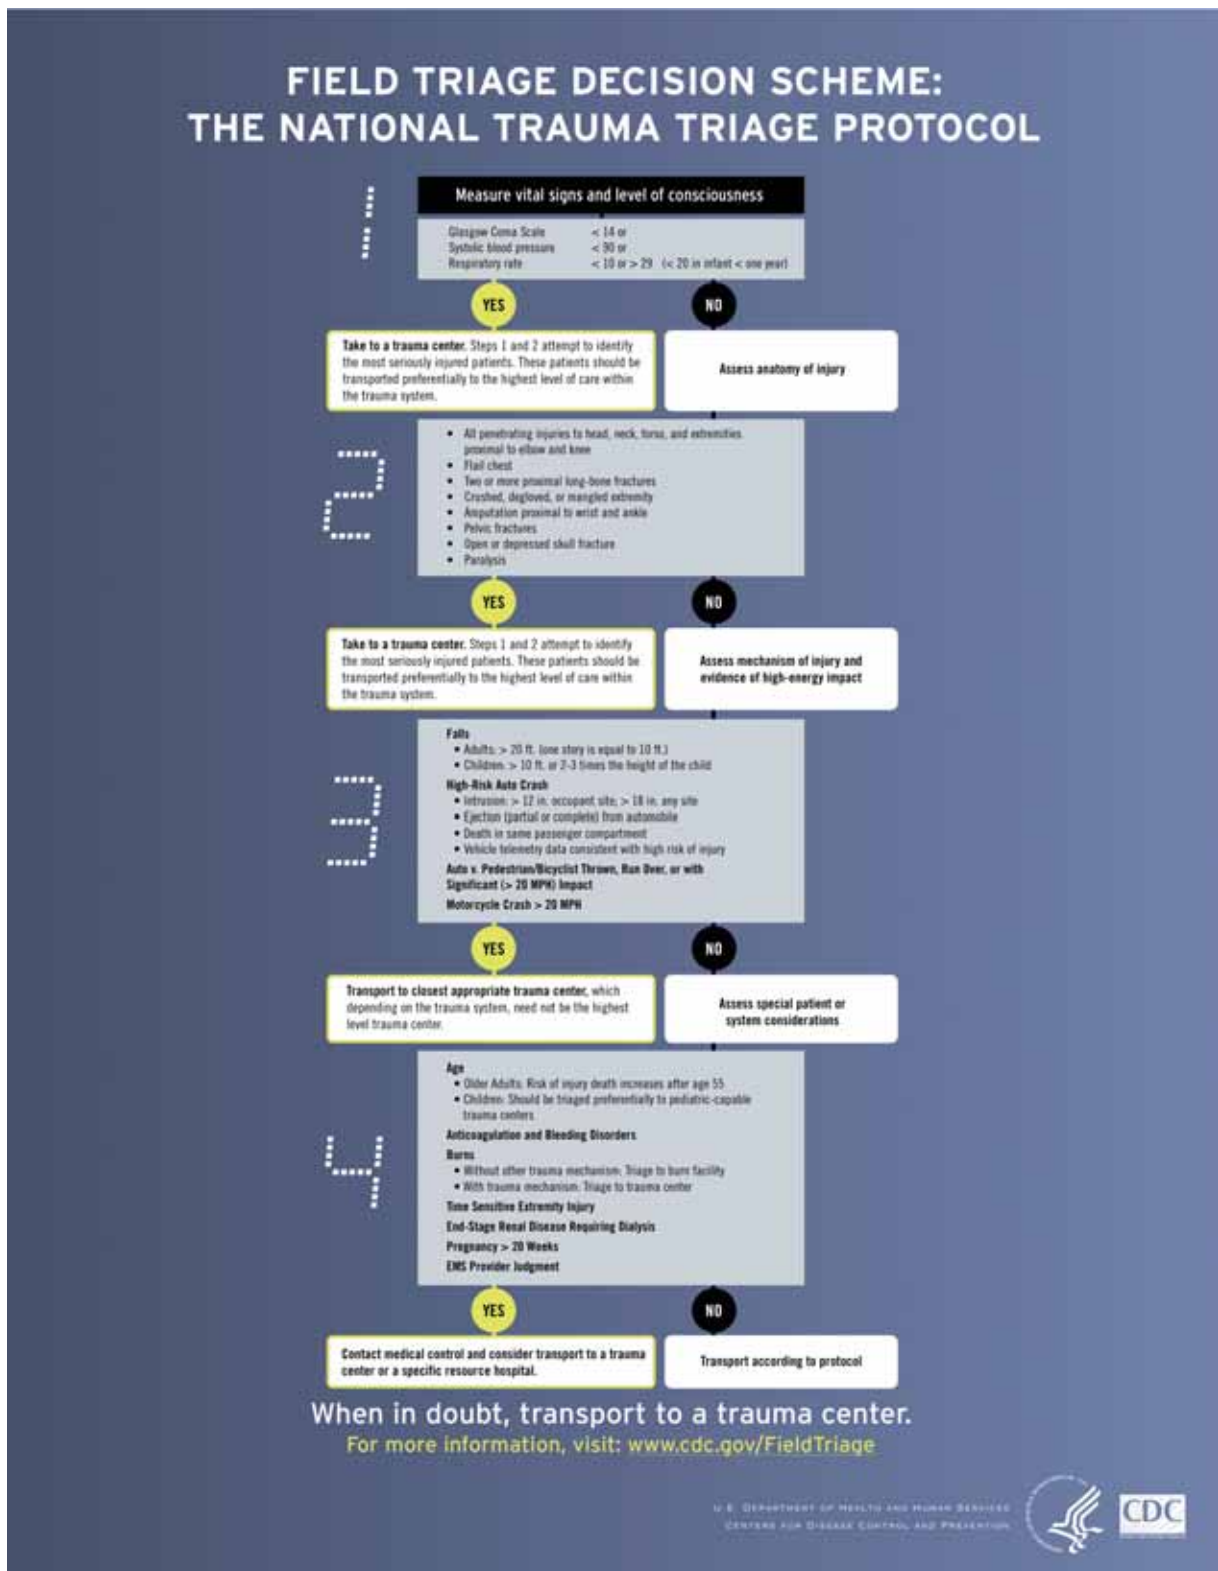 FIELD TRIAGE DECISION SCHEME:
THE NATIONAL TRAUMA TRIAGE PROTOCOL
1
Measure vital signs and level of consciousness
Glasgow Coma Scale < 14 or
Systolic blood pressure < 90 or
Respiratory rate < 10 or > 29 (< 20 in infant < one year)
YES
NO
Take to a trauma center. Steps 1 and 2 attempt to identify
the most seriously injured patients. These patients should be
transported preferentially to the highest level of care within
the trauma system.
Assess anatomy of injury
2
• All penetrating injuries to head, neck, torso, and extremities
proximal to elbow and knee
• Flail chest
• Two or more proximal long-bone fractures
• Crushed, degloved, or mangled extremity
• Amputation proximal to wrist and ankle
• Pelvic fractures
• Open or depressed skull fracture
• Paralysis
YES
NO
Take to a trauma center. Steps 1 and 2 attempt to identify
the most seriously injured patients. These patients should be
transported preferentially to the highest level of care within
the trauma system.
Assess mechanism of injury and
evidence of high-energy impact
3
Falls
• Adults: > 20 ft. (one story is equal to 10 ft.)
• Children: > 10 ft. or 2-3 times the height of the child
High-Risk Auto Crash
• Intrusion: > 12 in. occupant site; > 18 in. any site
• Ejection (partial or complete) from automobile
• Death in same passenger compartment
• Vehicle telemetry data consistent with high risk of injury
Auto v. Pedestrian/Bicyclist Thrown, Run Over, or with
Significant (> 20 MPH) Impact
Motorcycle Crash > 20 MPH
YES
NO
Transport to closest appropriate trauma center, which
depending on the trauma system, need not be the highest
level trauma center.
Assess special patient or
system considerations
4
Age
• Older Adults: Risk of injury death increases after age 55
• Children: Should be triaged preferentially to pediatric-capable
trauma centers
Anticoagulation and Bleeding Disorders
Burns
• Without other trauma mechanism: Triage to burn facility
• With trauma mechanism: Triage to trauma center
Time Sensitive Extremity Injury
End-Stage Renal Disease Requiring Dialysis
Pregnancy > 20 Weeks
EMS Provider Judgment
YES
NO
Contact medical control and consider transport to a trauma
center or a specific resource hospital.
Transport according to protocol
When in doubt, transport to a trauma center.
For more information, visit: www.cdc.gov/FieldTriage
U.S. DEPARTMENT OF HEALTH AND HUMAN SERVICES
CENTERS FOR DISEASE CONTROL AND PREVENTION
CDC